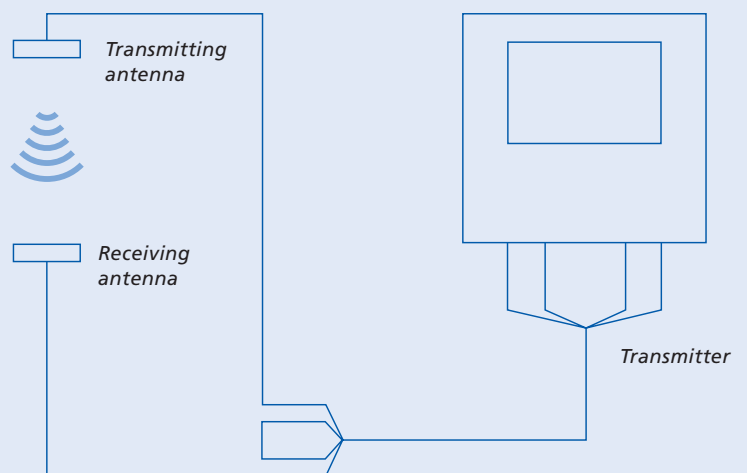 Transmitting
antenna
Receiving
antenna
Transmitter